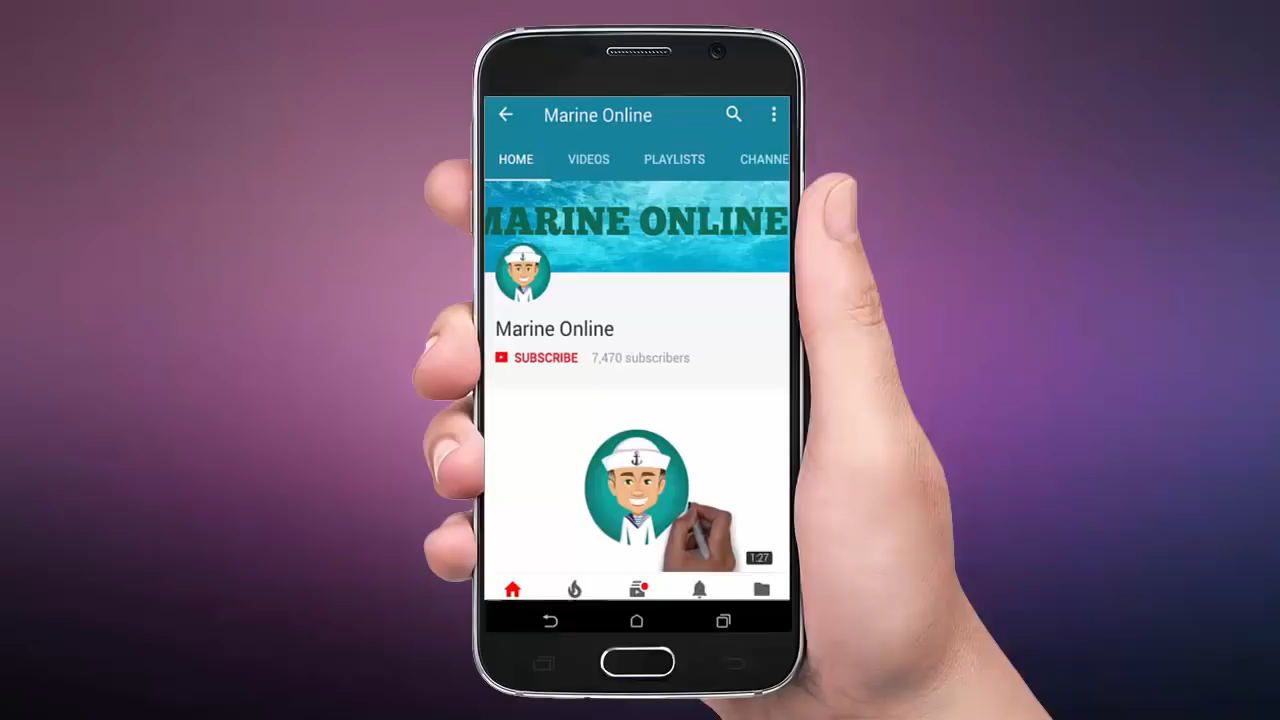 Marine Online
HOME VIDEOS PLAYLISTS CHANNE
MARINE ONLINE
Marine Online
SUBSCRIBE 7,470 subscribers
1:27